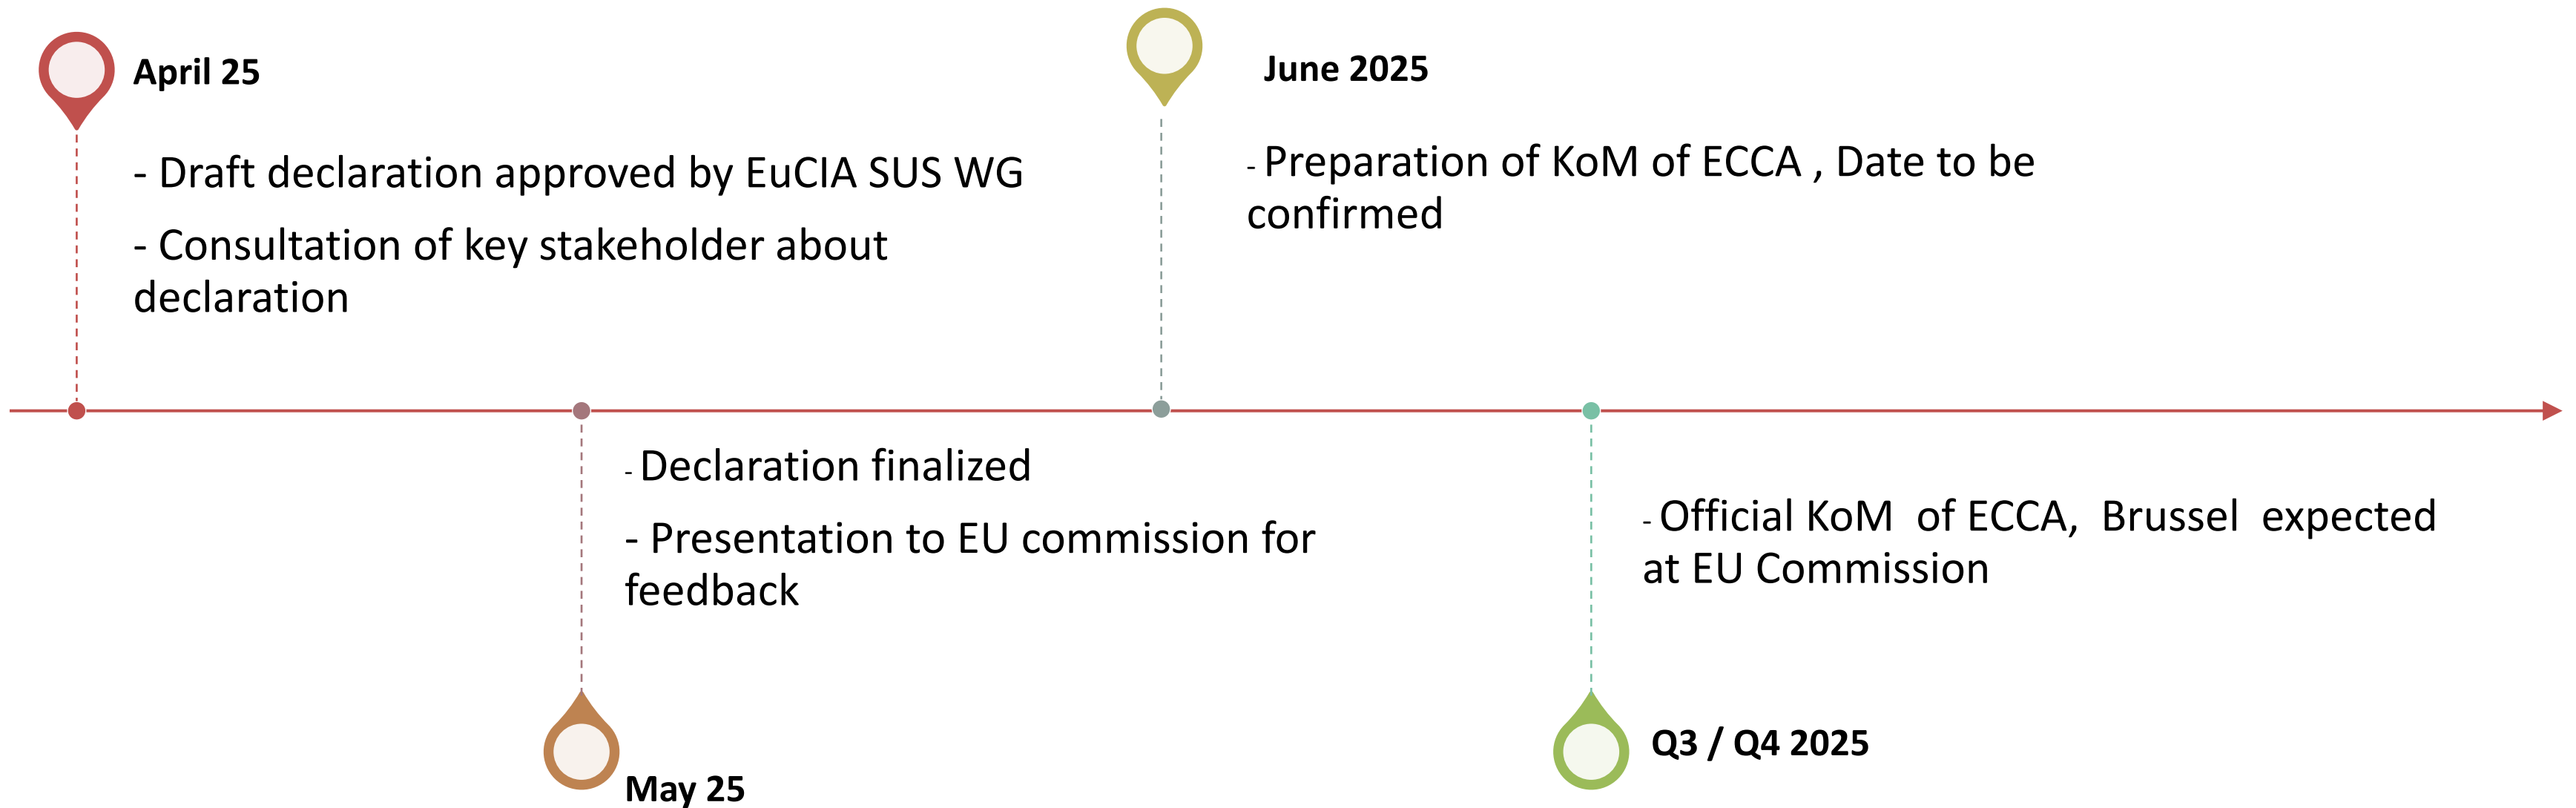 April 25
- Draft declaration approved by EuCIA SUS WG
- Consultation of key stakeholder about
declaration
June 2025
- Preparation of KoM of ECCA , Date to be
confirmed
- Declaration finalized
- Presentation to EU commission for
feedback
May 25
- Official KoM of ECCA, Brussel expected
at EU Commission
Q3 / Q4 2025